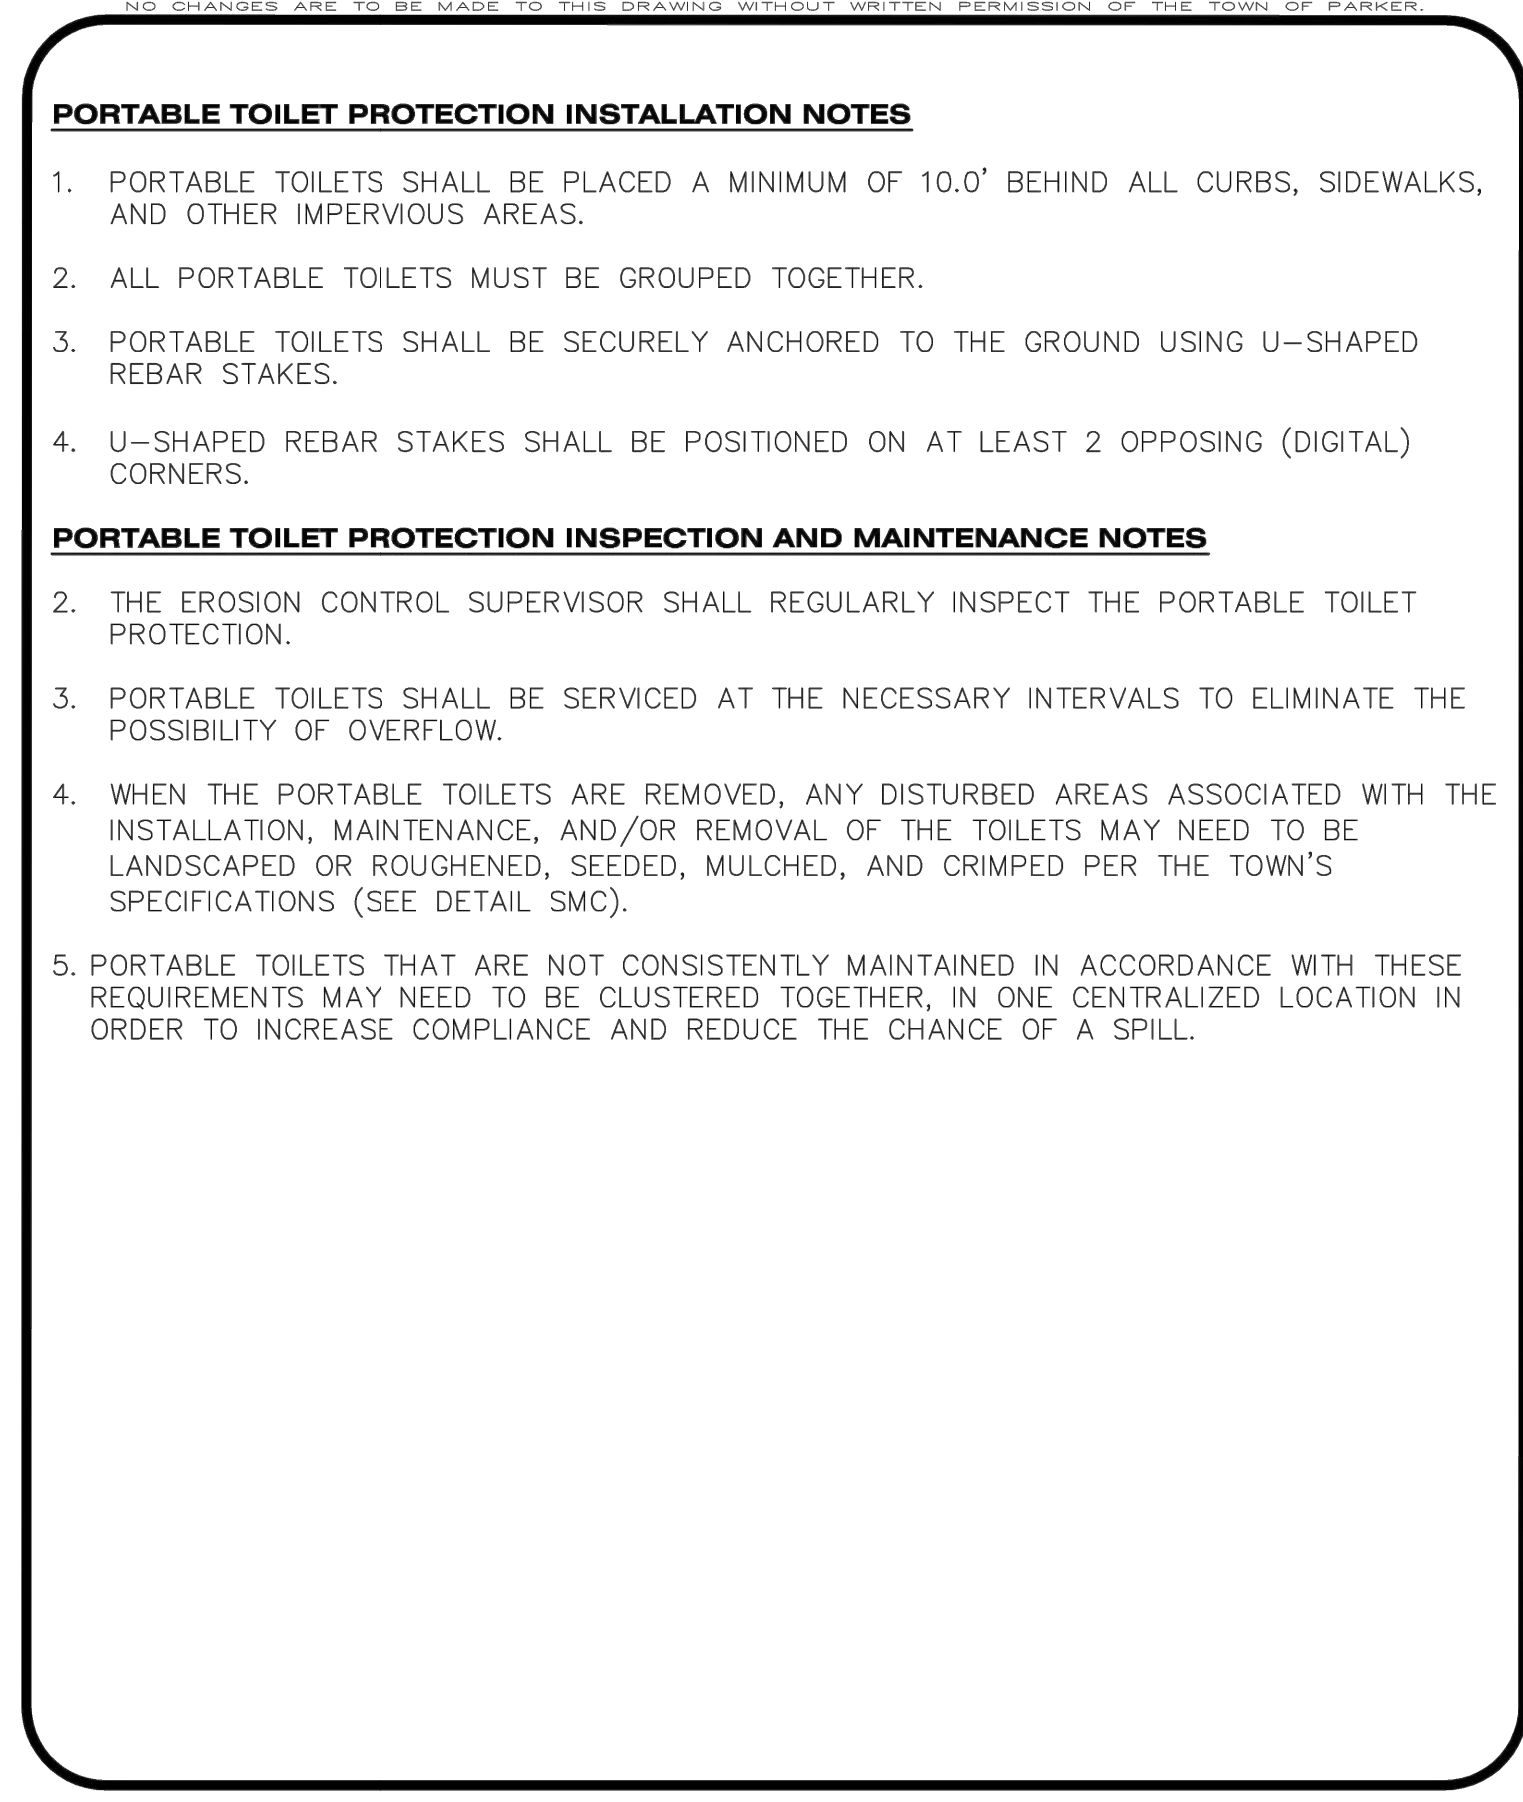 NO CHANGES ARE TO BE MADE TO THIS DRAWING WITHOUT WRITTEN PERMISSION OF THE TOWN OF PARKER.
PORTABLE TOILET PROTECTION INSTALLATION NOTES
1. PORTABLE TOILETS SHALL BE PLACED A MINIMUM OF 10.0' BEHIND ALL CURBS, SIDEWALKS,
AND OTHER IMPERVIOUS AREAS.
2. ALL PORTABLE TOILETS MUST BE GROUPED TOGETHER.
3. PORTABLE TOILETS SHALL BE SECURELY ANCHORED TO THE GROUND USING U-SHAPED
REBAR STAKES.
4. U-SHAPED REBAR STAKES SHALL BE POSITIONED ON AT LEAST 2 OPPOSING (DIGITAL)
CORNERS.
PORTABLE TOILET PROTECTION INSPECTION AND MAINTENANCE NOTES
2. THE EROSION CONTROL SUPERVISOR SHALL REGULARLY INSPECT THE PORTABLE TOILET
PROTECTION.
3. PORTABLE TOILETS SHALL BE SERVICED AT THE NECESSARY INTERVALS TO ELIMINATE THE
POSSIBILITY OF OVERFLOW.
4. WHEN THE PORTABLE TOILETS ARE REMOVED, ANY DISTURBED AREAS ASSOCIATED WITH THE
INSTALLATION, MAINTENANCE, AND/OR REMOVAL OF THE TOILETS MAY NEED TO BE
LANDSCAPED OR ROUGHENED, SEEDED, MULCHED, AND CRIMPED PER THE TOWN'S
SPECIFICATIONS (SEE DETAIL SMC).
5. PORTABLE TOILETS THAT ARE NOT CONSISTENTLY MAINTAINED IN ACCORDANCE WITH THESE
REQUIREMENTS MAY NEED TO BE CLUSTERED TOGETHER, IN ONE CENTRALIZED LOCATION IN
ORDER TO INCREASE COMPLIANCE AND REDUCE THE CHANCE OF A SPILL.